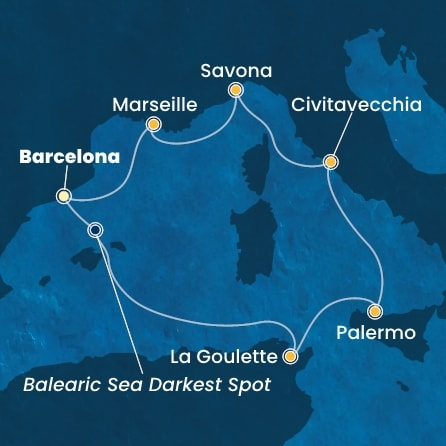 Savona
Marseille
Civitavecchia
Barcelona
Palermo
La Goulette
Balearic Sea Darkest Spot